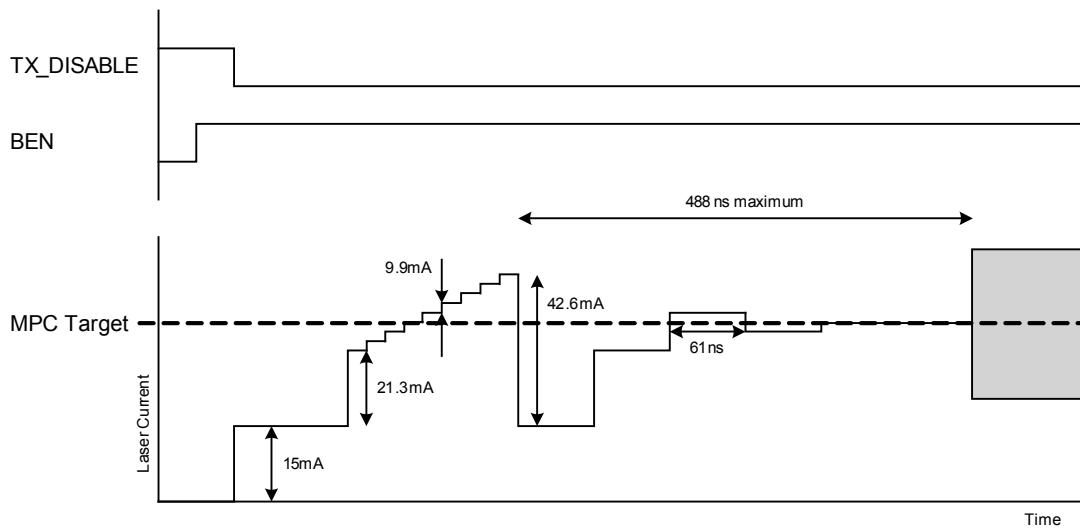 TX_DISABLE
BEN
488 ns maximum
9.9mA
42.6mA
MPC Target
61ns
21.3mA
Laser Current
15mA
Time